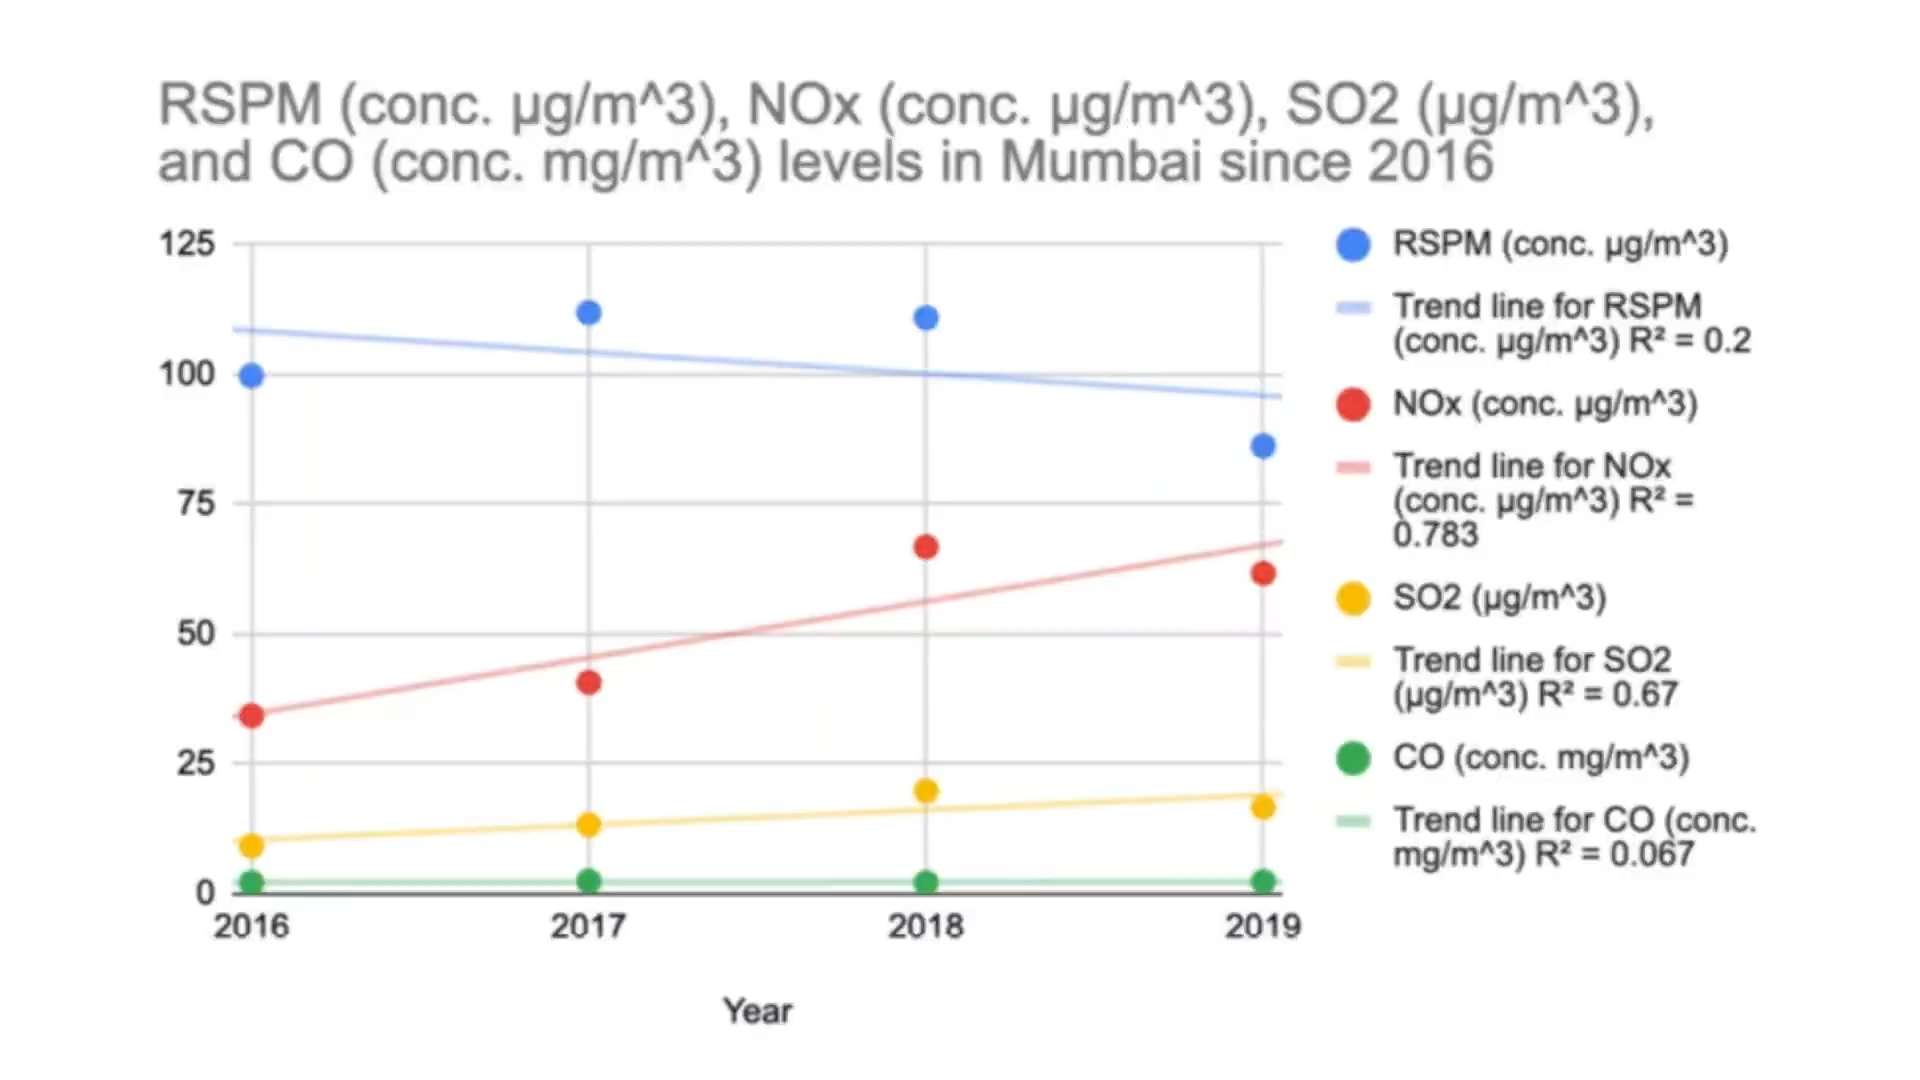 RSPM (conc. µg/m^3), NOx (conc. µg/m^3), SO2 (µg/m^3),
and CO (conc. mg/m^3) levels in Mumbai since 2016
125
100
75
50
25
0
2016
2017
2018
2019
Year
RSPM (conc. µg/m^3)
Trend line for RSPM
(conc. µg/m^3) R² = 0.2
NOx (conc. µg/m^3)
Trend line for NOx
(conc. µg/m^3) R² =
0.783
SO2 (µg/m^3)
Trend line for SO2
(µg/m^3) R² = 0.67
CO (conc. mg/m^3)
Trend line for CO (conc.
mg/m^3) R² = 0.067